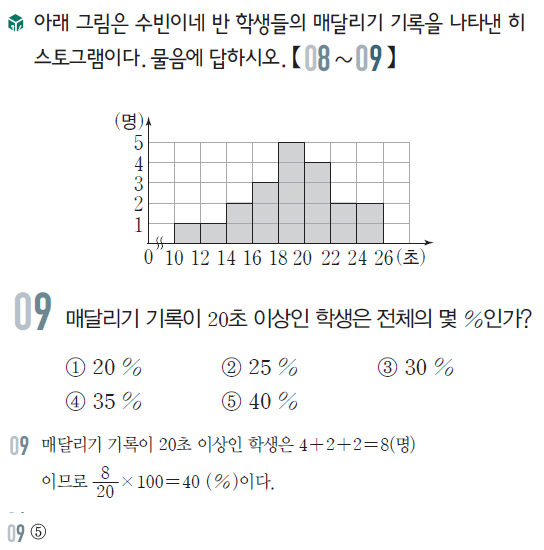 아래 그림은 수빈이네 반 학생들의 매달리기 기록을 나타낸 히
스토그램이다. 물음에 답하시오.【08~09】
(명)
5
4
3
2
1
0 10 12 14 16 18 20 22 24 26(초)
09 매달리기 기록이 20초 이상인 학생은 전체의 몇 %인가?
① 20 % ② 25 % ③ 30 %
④ 35 % ⑤ 40 %
09 매달리기 기록이 20초 이상인 학생은 4+2+2=8(명)
이므로 8/20×100=40 (%)이다.
09 ⑤